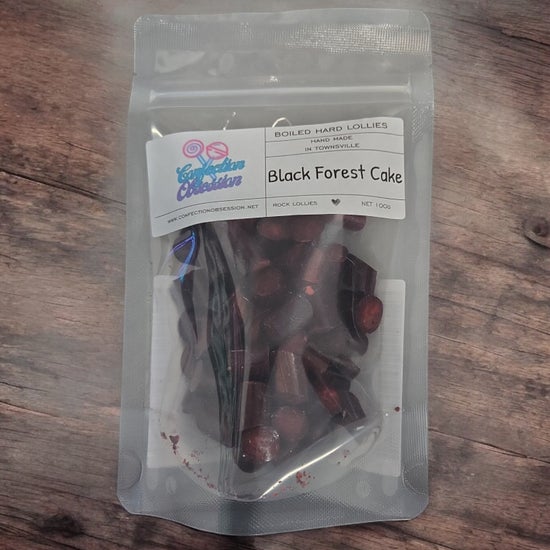 Confection
Obsession
WWW.CONFECTIONOBSESSION.NET
BOILED HARD LOLLIES
HAND MADE
IN TOWNSVILLE
Black Forest Cake
ROCK LOLLIES NET 100G